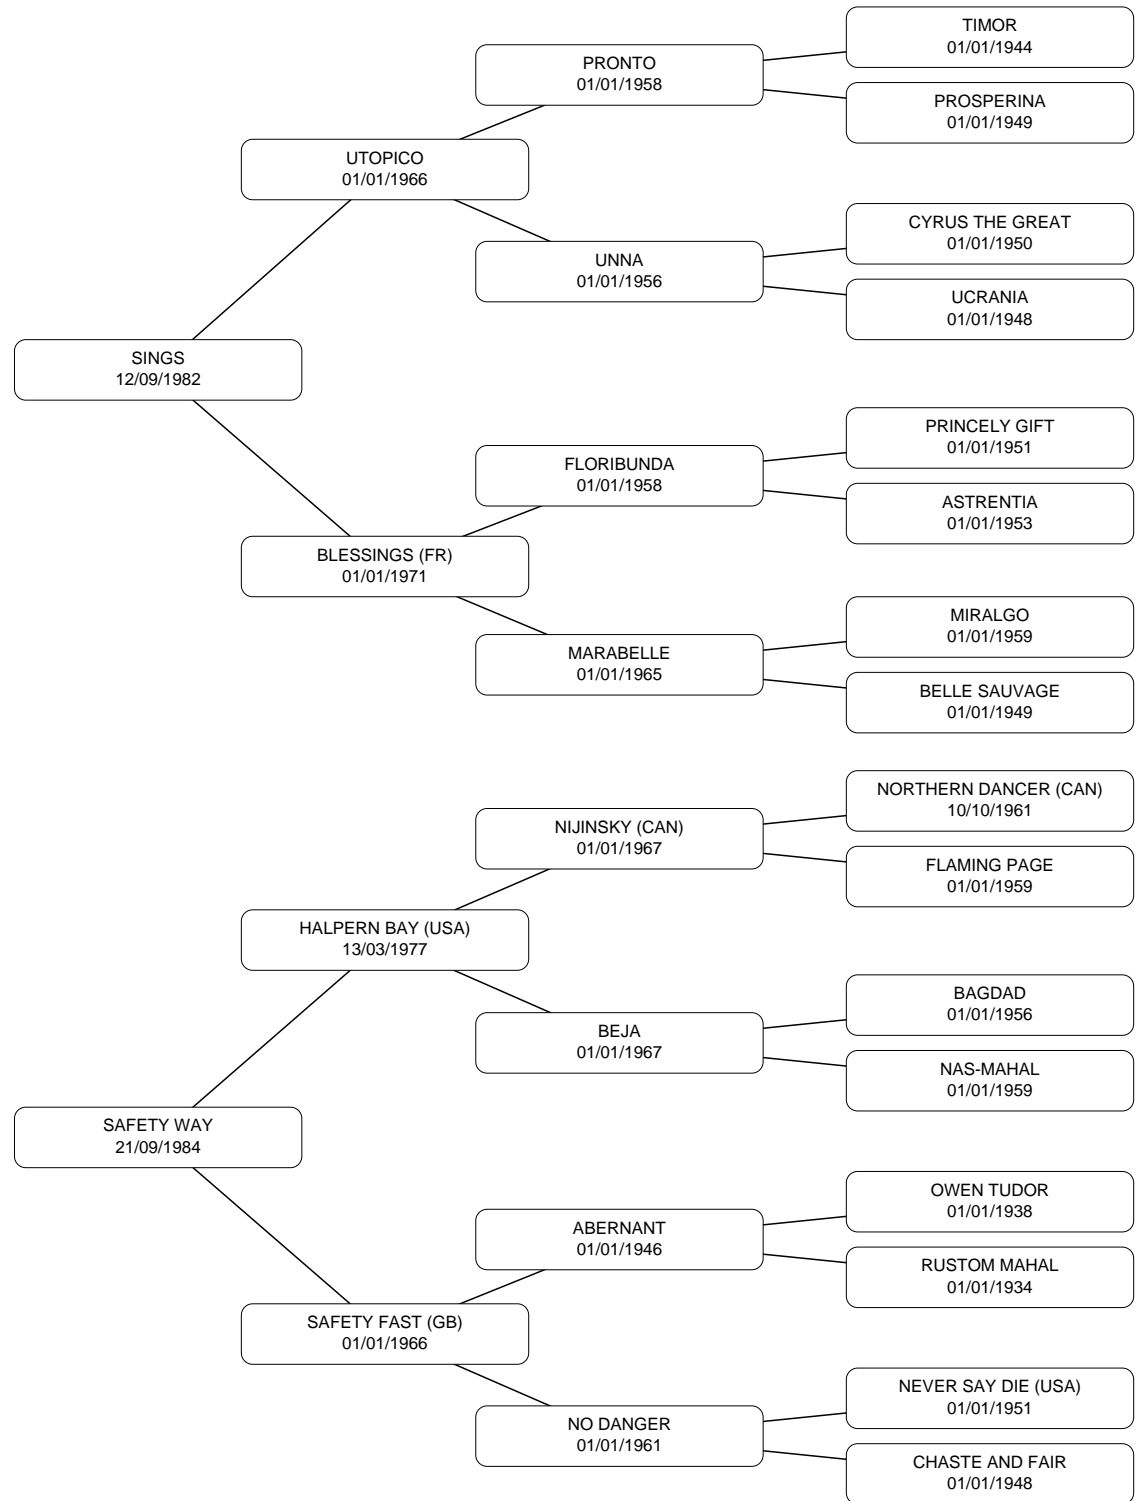 TIMOR
01/01/1944
PRONTO
01/01/1958
PROSPERINA
01/01/1949
UTOPICO
01/01/1966
CYRUS THE GREAT
01/01/1950
UNNA
01/01/1956
UCRANIA
01/01/1948
SINGS
12/09/1982
PRINCELY GIFT
01/01/1951
FLORIBUNDA
01/01/1958
ASTRENTIA
01/01/1953
BLESSINGS (FR)
01/01/1971
MIRALGO
01/01/1959
MARABELLE
01/01/1965
BELLE SAUVAGE
01/01/1949
NORTHERN DANCER (CAN)
10/10/1961
NIJINSKY (CAN)
01/01/1967
FLAMING PAGE
01/01/1959
HALPERN BAY (USA)
13/03/1977
BAGDAD
01/01/1956
BEJA
01/01/1967
NAS-MAHAL
01/01/1959
SAFETY WAY
21/09/1984
OWEN TUDOR
01/01/1938
ABERNANT
01/01/1946
RUSTOM MAHAL
01/01/1934
SAFETY FAST (GB)
01/01/1966
NEVER SAY DIE (USA)
01/01/1951
NO DANGER
01/01/1961
CHASTE AND FAIR
01/01/1948